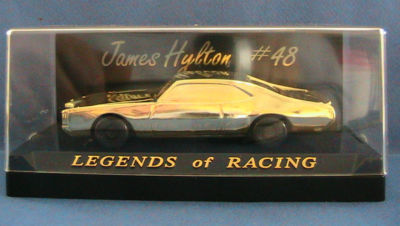 James Hylton #48
LEGENDS of RACING